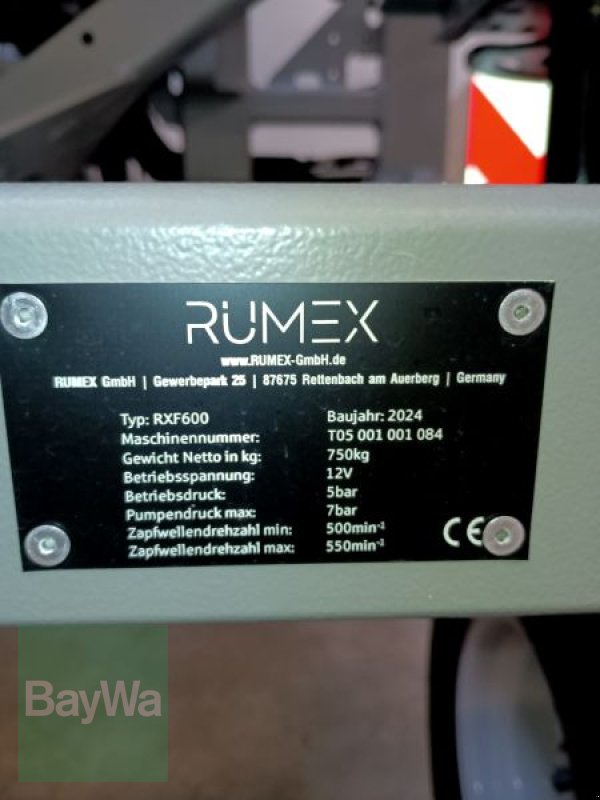 RUMEX
www.RUMEX-GmbH.de
RUMEX GmbH | Gewerbepark 25 | 87675 Rettenbach am Auerberg | Germany
Typ: RXF600 Baujahr: 2024
Maschinennummer: T05 001 001 084
Gewicht Netto in kg: 750kg
Betriebsspannung: 12V
Betriebsdruck: 5bar
Pumpendruck max: 7bar
Zapfwellendrehzahl min: 500min⁻¹
Zapfwellendrehzahl max: 550min⁻¹
CE
BayWa